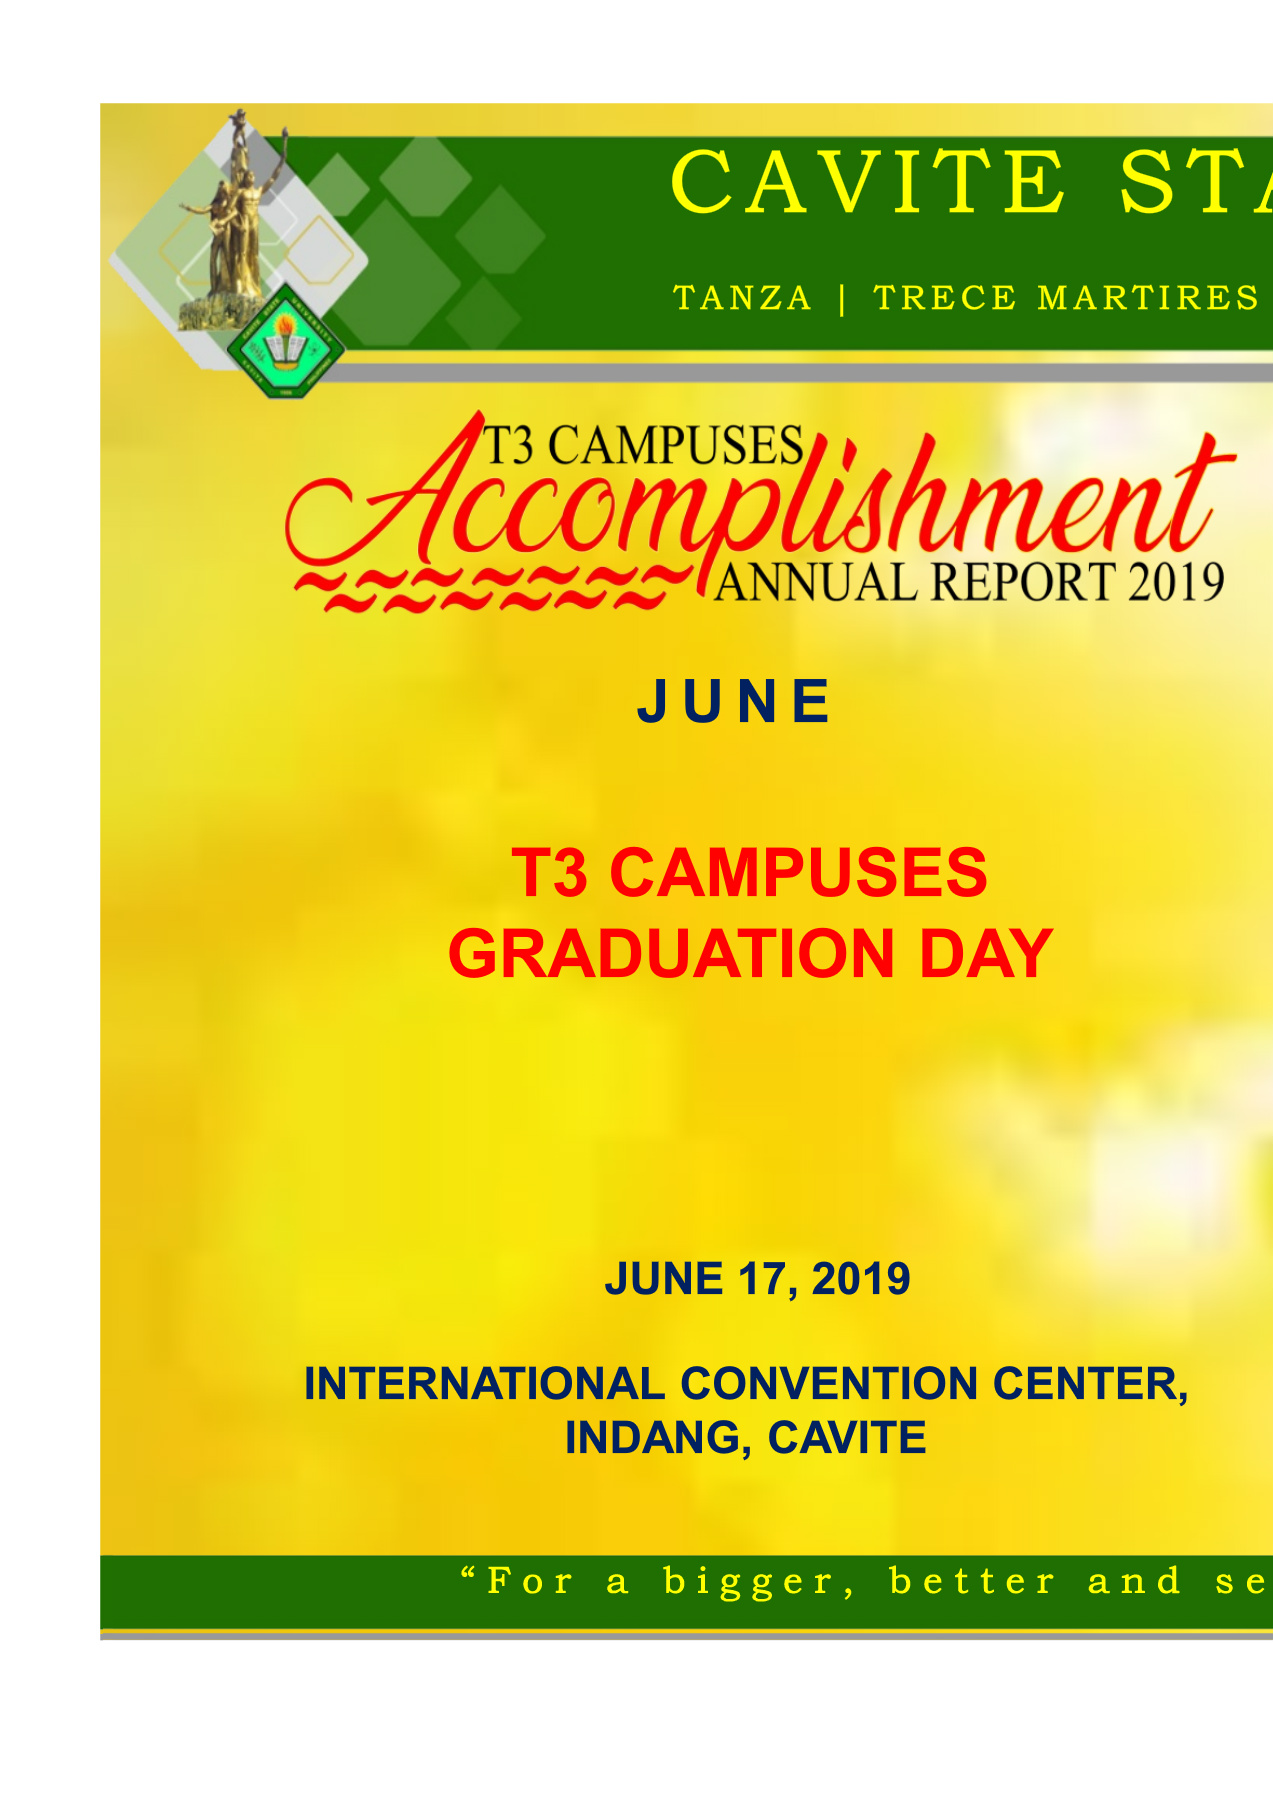 CAVITE STA
TANZA | TRECE MARTIRES
T3 CAMPUSES
Accomplishment
ANNUAL REPORT 2019
JUNE
T3 CAMPUSES
GRADUATION DAY
JUNE 17, 2019
INTERNATIONAL CONVENTION CENTER,
INDANG, CAVITE
“For a bigger, better and se